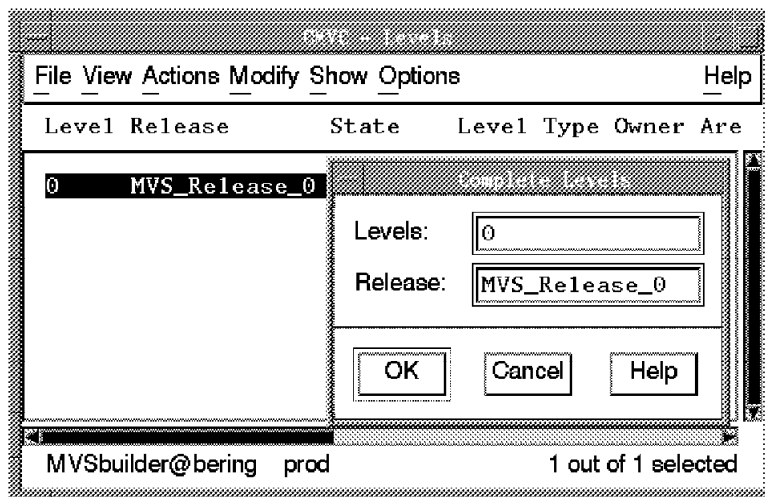 CMVC - Levels
File View Actions Modify Show Options Help
Level Release State Level Type Owner Are
0 MVS_Release_0
Complete Levels
Levels: 0
Release: MVS_Release_0
OK Cancel Help
MVSbuilder@bering prod 1 out of 1 selected